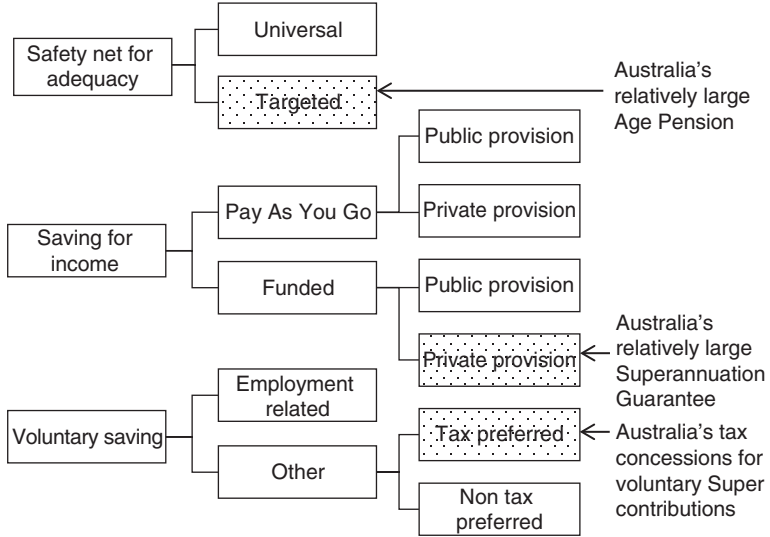 Safety net for
adequacy
Universal
Targeted
Australia's
relatively large
Age Pension
Saving for
income
Pay As You Go
Public provision
Private provision
Funded
Public provision
Private provision
Australia's
relatively large
Superannuation
Guarantee
Voluntary saving
Employment
related
Other
Tax preferred
Non tax
preferred
Australia's tax
concessions for
voluntary Super
contributions